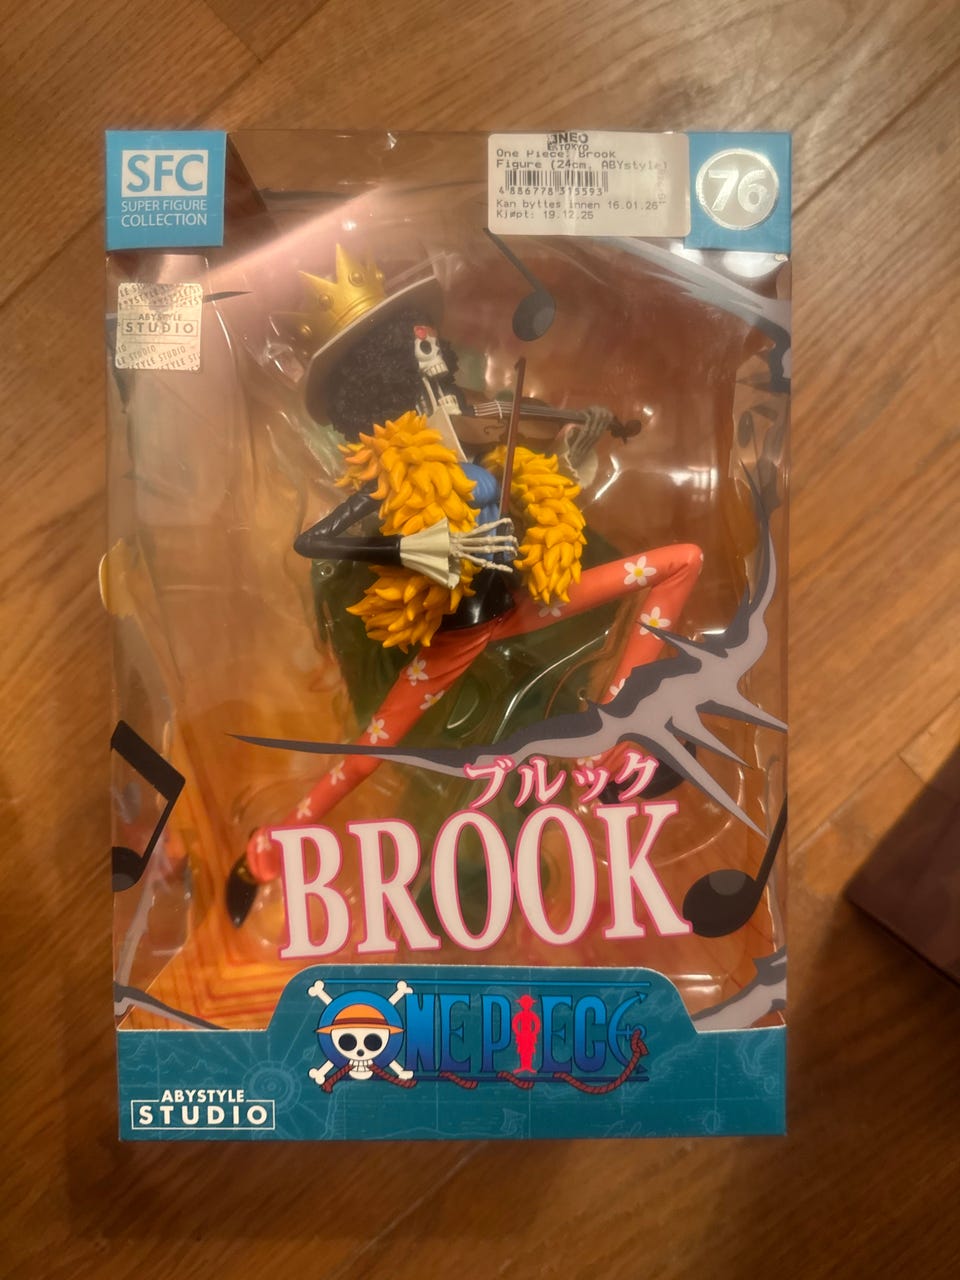 SFC
SUPER FIGURE
COLLECTION
NEO
TOKYO
One Piece: Brook
Figure (24cm, ABYstyle)
4 886778 315593
Kan byttes innen 16.01.26
Kjøpt: 19.12.25
76
ABYSTYLE
STUDIO
ブルック
BROOK
ONE PIECE
ABYSTYLE
STUDIO